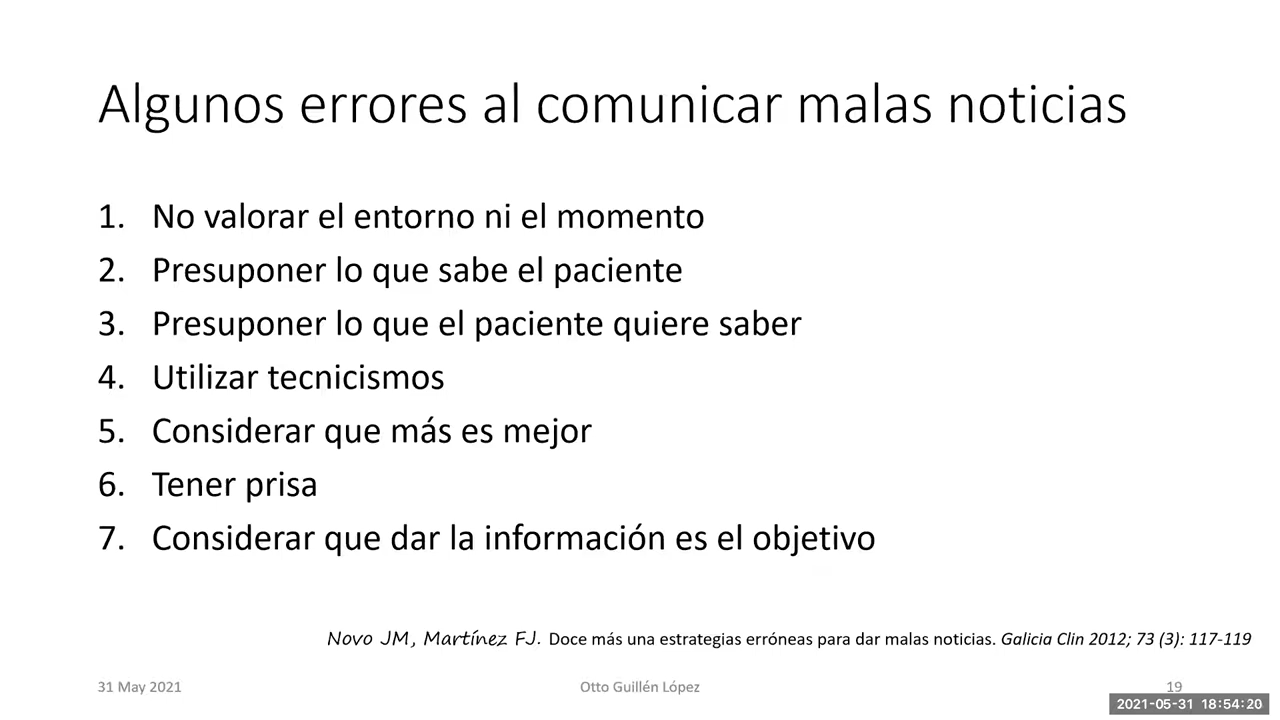 Algunos errores al comunicar malas noticias
1. No valorar el entorno ni el momento
2. Presuponer lo que sabe el paciente
3. Presuponer lo que el paciente quiere saber
4. Utilizar tecnicismos
5. Considerar que más es mejor
6. Tener prisa
7. Considerar que dar la información es el objetivo
Novo JM, Martínez FJ. Doce más una estrategias erróneas para dar malas noticias. Galicia Clin 2012; 73 (3): 117-119
31 May 2021 Otto Guillén López 19
2021-05-31 18:54:20